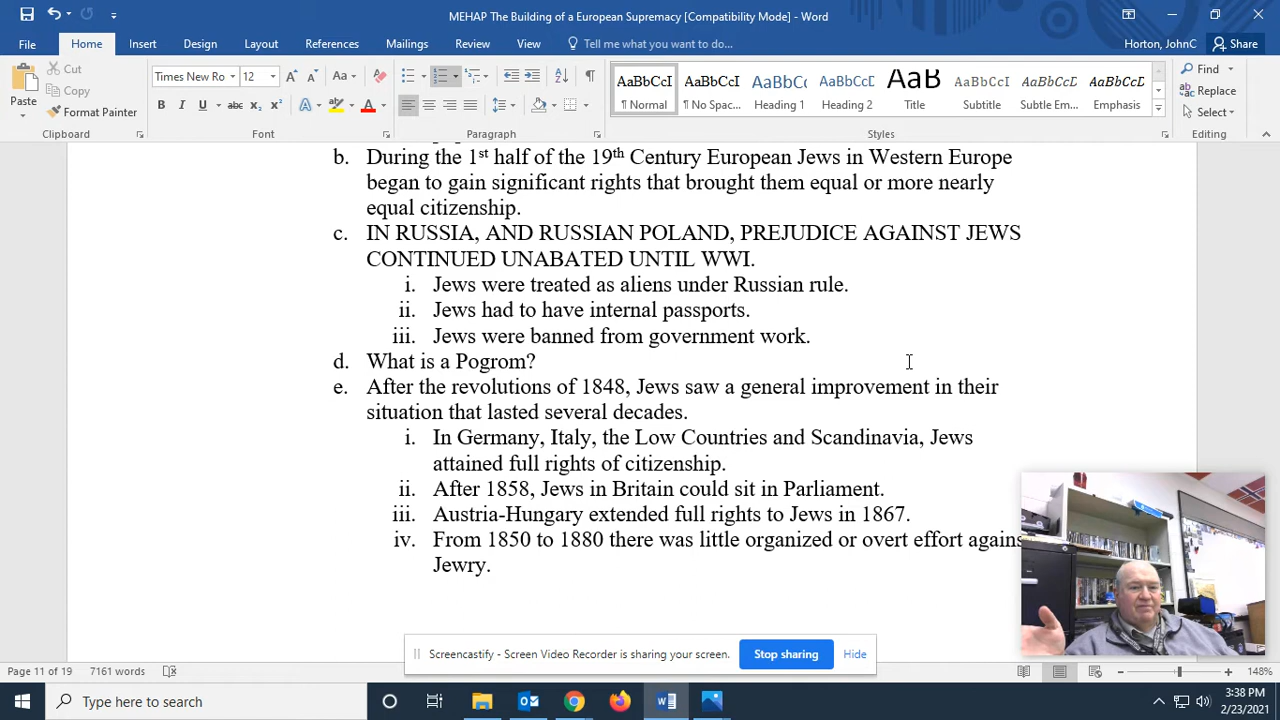 MEHAP The Building of a European Supremacy [Compatibility Mode] - Word
File Home Insert Design Layout References Mailings Review View Tell me what you want to do... Horton, JohnC Share
Paste Cut Copy Format Painter Clipboard
Times New Ro 12 Font
Paragraph
AaBbCcI ¶ Normal AaBbCcI ¶ No Spac... AaBbCc Heading 1 AaBbCcI Heading 2 AaB Title AaBbCcI Subtitle AaBbCcI Subtle Em... AaBbCcI Emphasis Styles
Find Replace Select Editing
b. During the 1st half of the 19th Century European Jews in Western Europe
began to gain significant rights that brought them equal or more nearly
equal citizenship.
c. IN RUSSIA, AND RUSSIAN POLAND, PREJUDICE AGAINST JEWS
CONTINUED UNABATED UNTIL WWI.
i. Jews were treated as aliens under Russian rule.
ii. Jews had to have internal passports.
iii. Jews were banned from government work.
d. What is a Pogrom?
e. After the revolutions of 1848, Jews saw a general improvement in their
situation that lasted several decades.
i. In Germany, Italy, the Low Countries and Scandinavia, Jews
attained full rights of citizenship.
ii. After 1858, Jews in Britain could sit in Parliament.
iii. Austria-Hungary extended full rights to Jews in 1867.
iv. From 1850 to 1880 there was little organized or overt effort agains
Jewry.
Screencastify - Screen Video Recorder is sharing your screen. Stop sharing Hide
Page 11 of 19 7161 words 148%
Type here to search 3:38 PM
2/23/2021